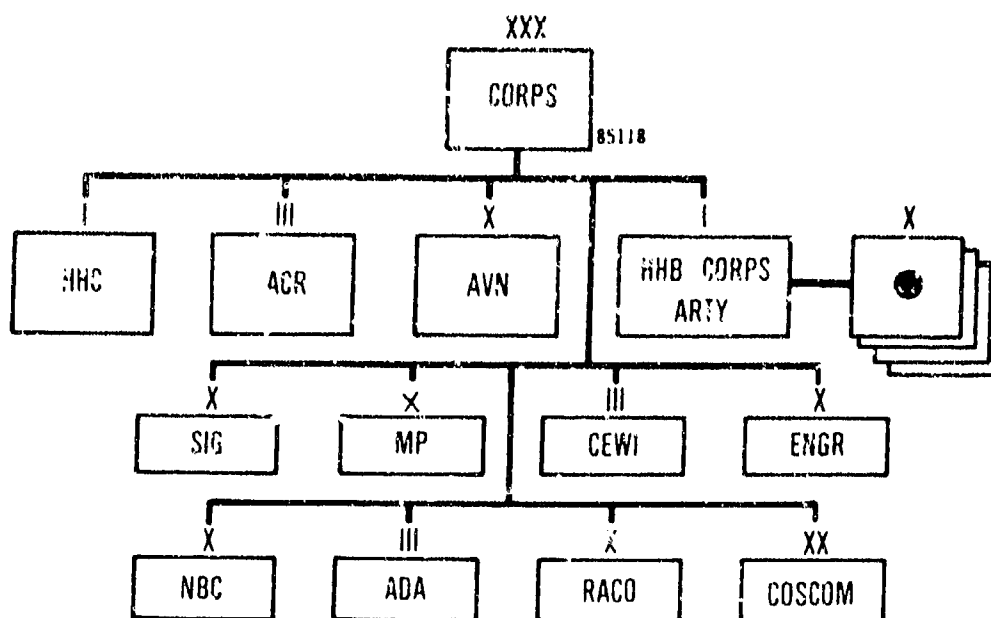 XXX
CORPS
85118
I III X I X
HHC ACR AVN HHB CORPS
ARTY
X X III X
SIG MP CEWI ENGR
X III X XX
NBC ADA RACO COSCOM